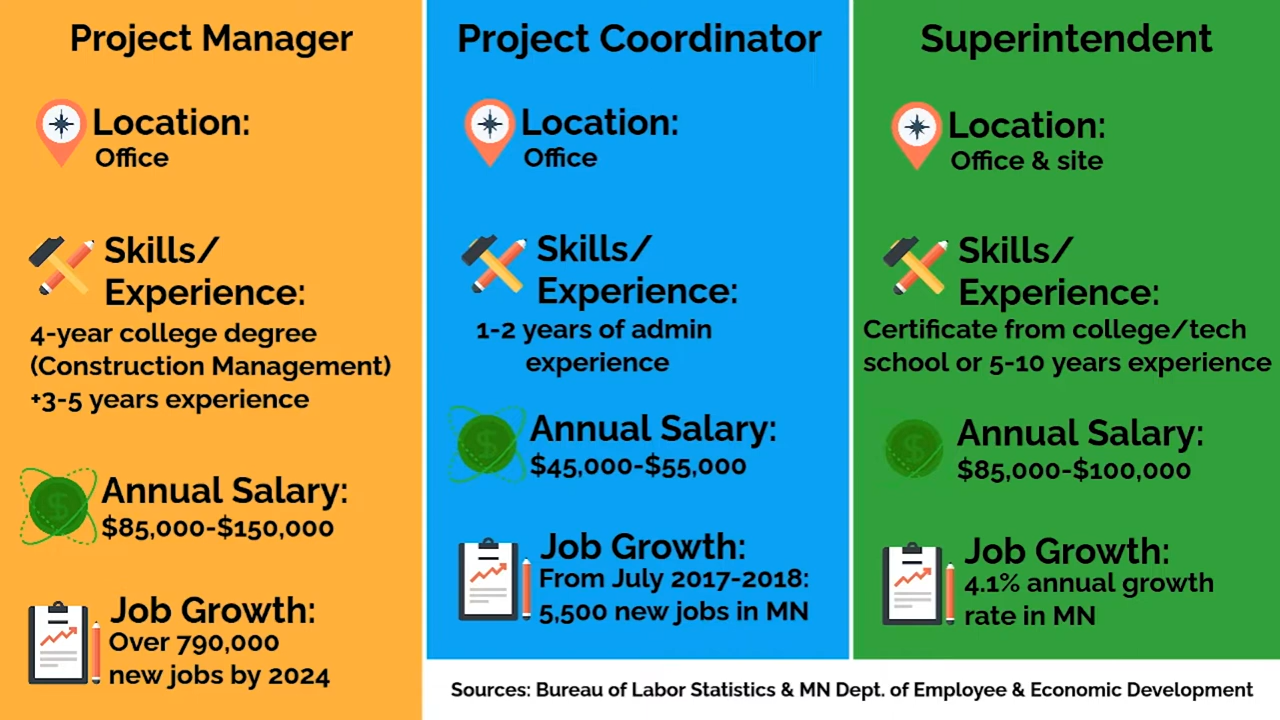 Project Manager
Location:
Office
Skills/
Experience:
4-year college degree
(Construction Management)
+3-5 years experience
Annual Salary:
$85,000-$150,000
Job Growth:
Over 790,000
new jobs by 2024
Project Coordinator
Location:
Office
Skills/
Experience:
1-2 years of admin
experience
Annual Salary:
$45,000-$55,000
Job Growth:
From July 2017-2018:
5,500 new jobs in MN
Superintendent
Location:
Office & site
Skills/
Experience:
Certificate from college/tech
school or 5-10 years experience
Annual Salary:
$85,000-$100,000
Job Growth:
4.1% annual growth
rate in MN
Sources: Bureau of Labor Statistics & MN Dept. of Employee & Economic Development